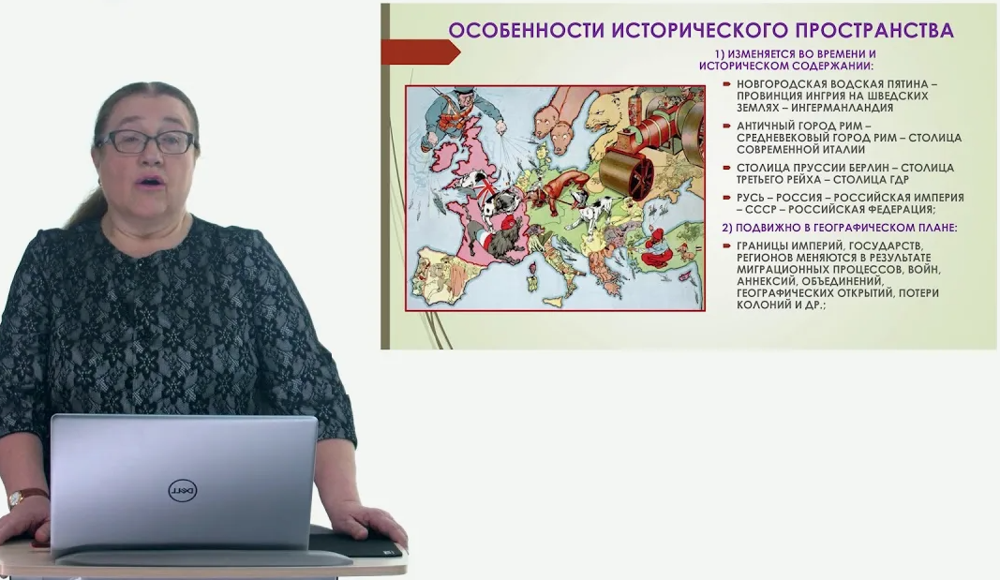 ОСОБЕННОСТИ ИСТОРИЧЕСКОГО ПРОСТРАНСТВА
1) ИЗМЕНЯЕТСЯ ВО ВРЕМЕНИ И
ИСТОРИЧЕСКОМ СОДЕРЖАНИИ:
НОВГОРОДСКАЯ ВОДСКАЯ ПЯТИНА –
ПРОВИНЦИЯ ИНГРИЯ НА ШВЕДСКИХ
ЗЕМЛЯХ – ИНГЕРМАНЛАНДИЯ
АНТИЧНЫЙ ГОРОД РИМ –
СРЕДНЕВЕКОВЫЙ ГОРОД РИМ – СТОЛИЦА
СОВРЕМЕННОЙ ИТАЛИИ
СТОЛИЦА ПРУССИИ БЕРЛИН – СТОЛИЦА
ТРЕТЬЕГО РЕЙХА – СТОЛИЦА ГДР
РУСЬ – РОССИЯ – РОССИЙСКАЯ ИМПЕРИЯ
– СССР – РОССИЙСКАЯ ФЕДЕРАЦИЯ;
2) ПОДВИЖНО В ГЕОГРАФИЧЕСКОМ ПЛАНЕ:
ГРАНИЦЫ ИМПЕРИЙ, ГОСУДАРСТВ,
РЕГИОНОВ МЕНЯЮТСЯ В РЕЗУЛЬТАТЕ
МИГРАЦИОННЫХ ПРОЦЕССОВ, ВОЙН,
АННЕКСИЙ, ОБЪЕДИНЕНИЙ,
ГЕОГРАФИЧЕСКИХ ОТКРЫТИЙ, ПОТЕРИ
КОЛОНИЙ И ДР.;
DELL